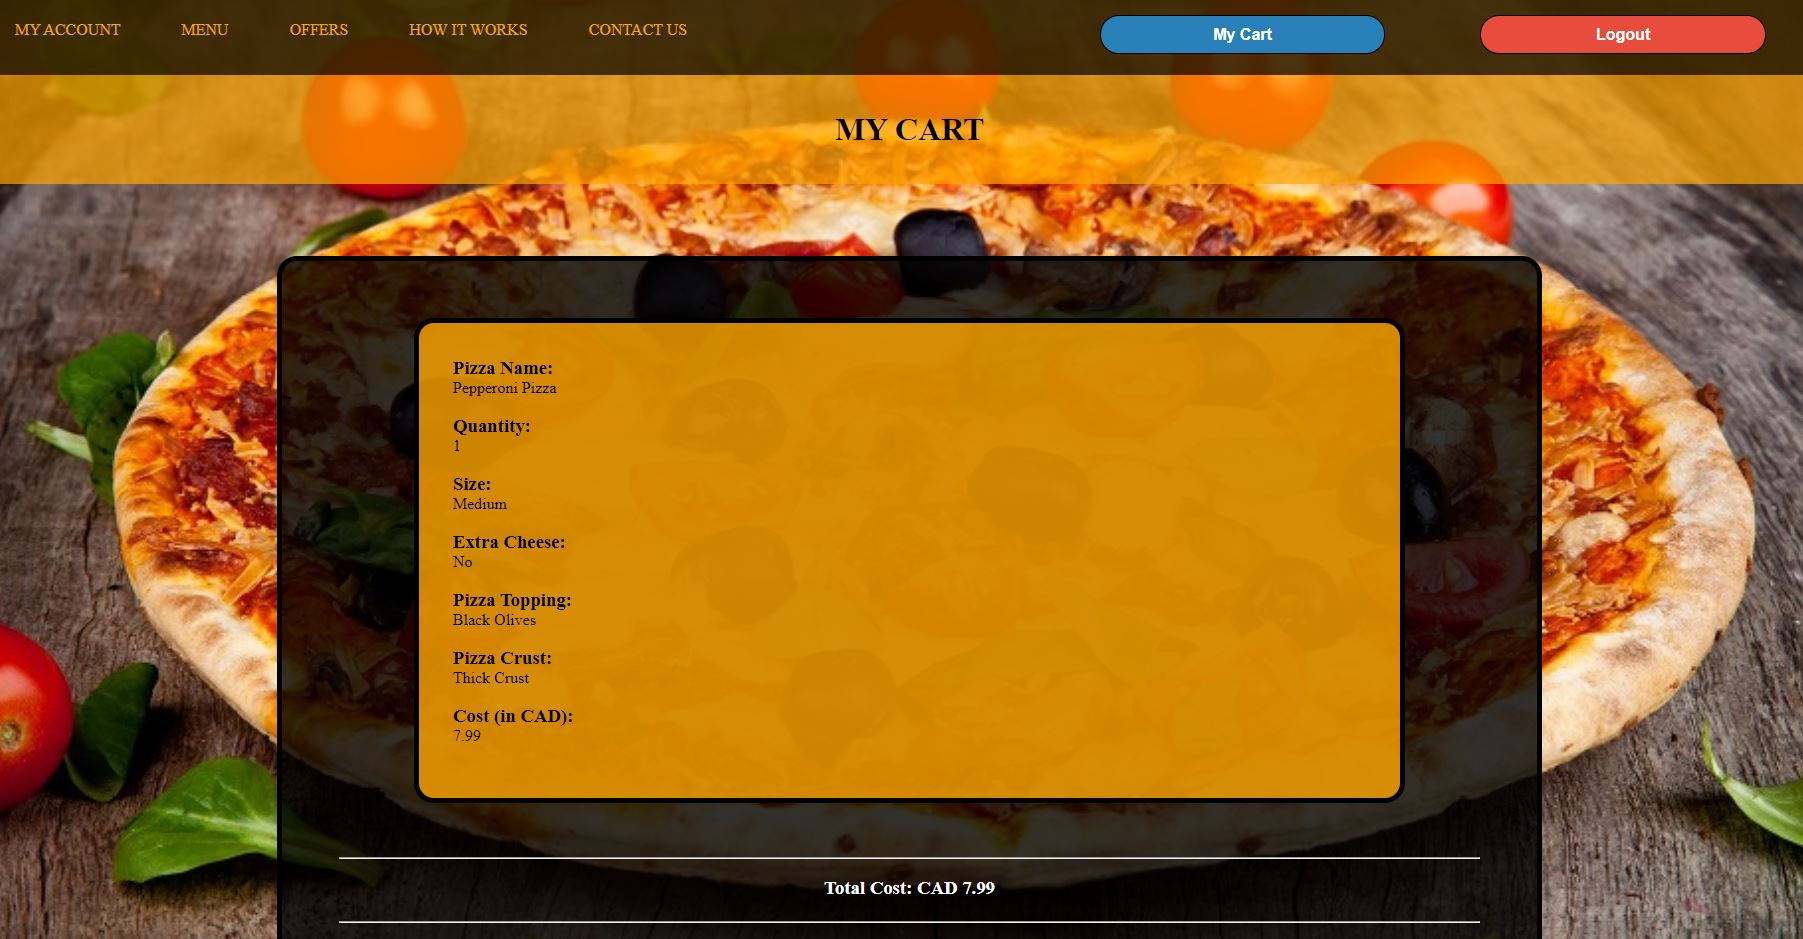 MY ACCOUNT MENU OFFERS HOW IT WORKS CONTACT US My Cart Logout
MY CART
Pizza Name:
Pepperoni Pizza
Quantity:
1
Size:
Medium
Extra Cheese:
No
Pizza Topping:
Black Olives
Pizza Crust:
Thick Crust
Cost (in CAD):
7.99
Total Cost: CAD 7.99